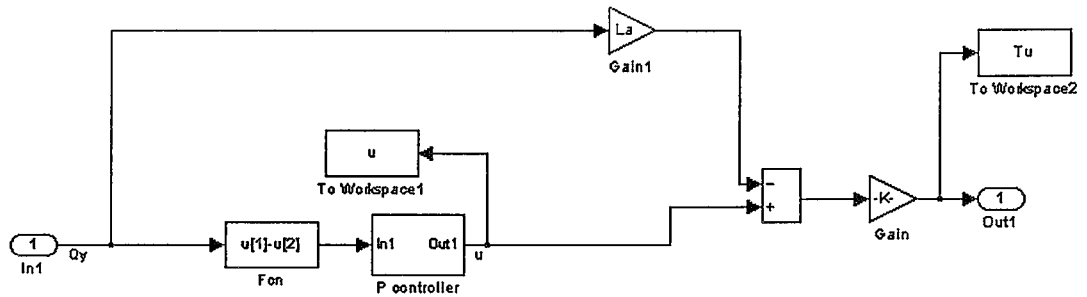 La
Gain1
Tu
To Workspace2
u
To Workspace1
-
+
-K-
Gain
1
Out1
1
In1
Qy
u[1]-u[2]
Fcn
In1
Out1
P controller
u